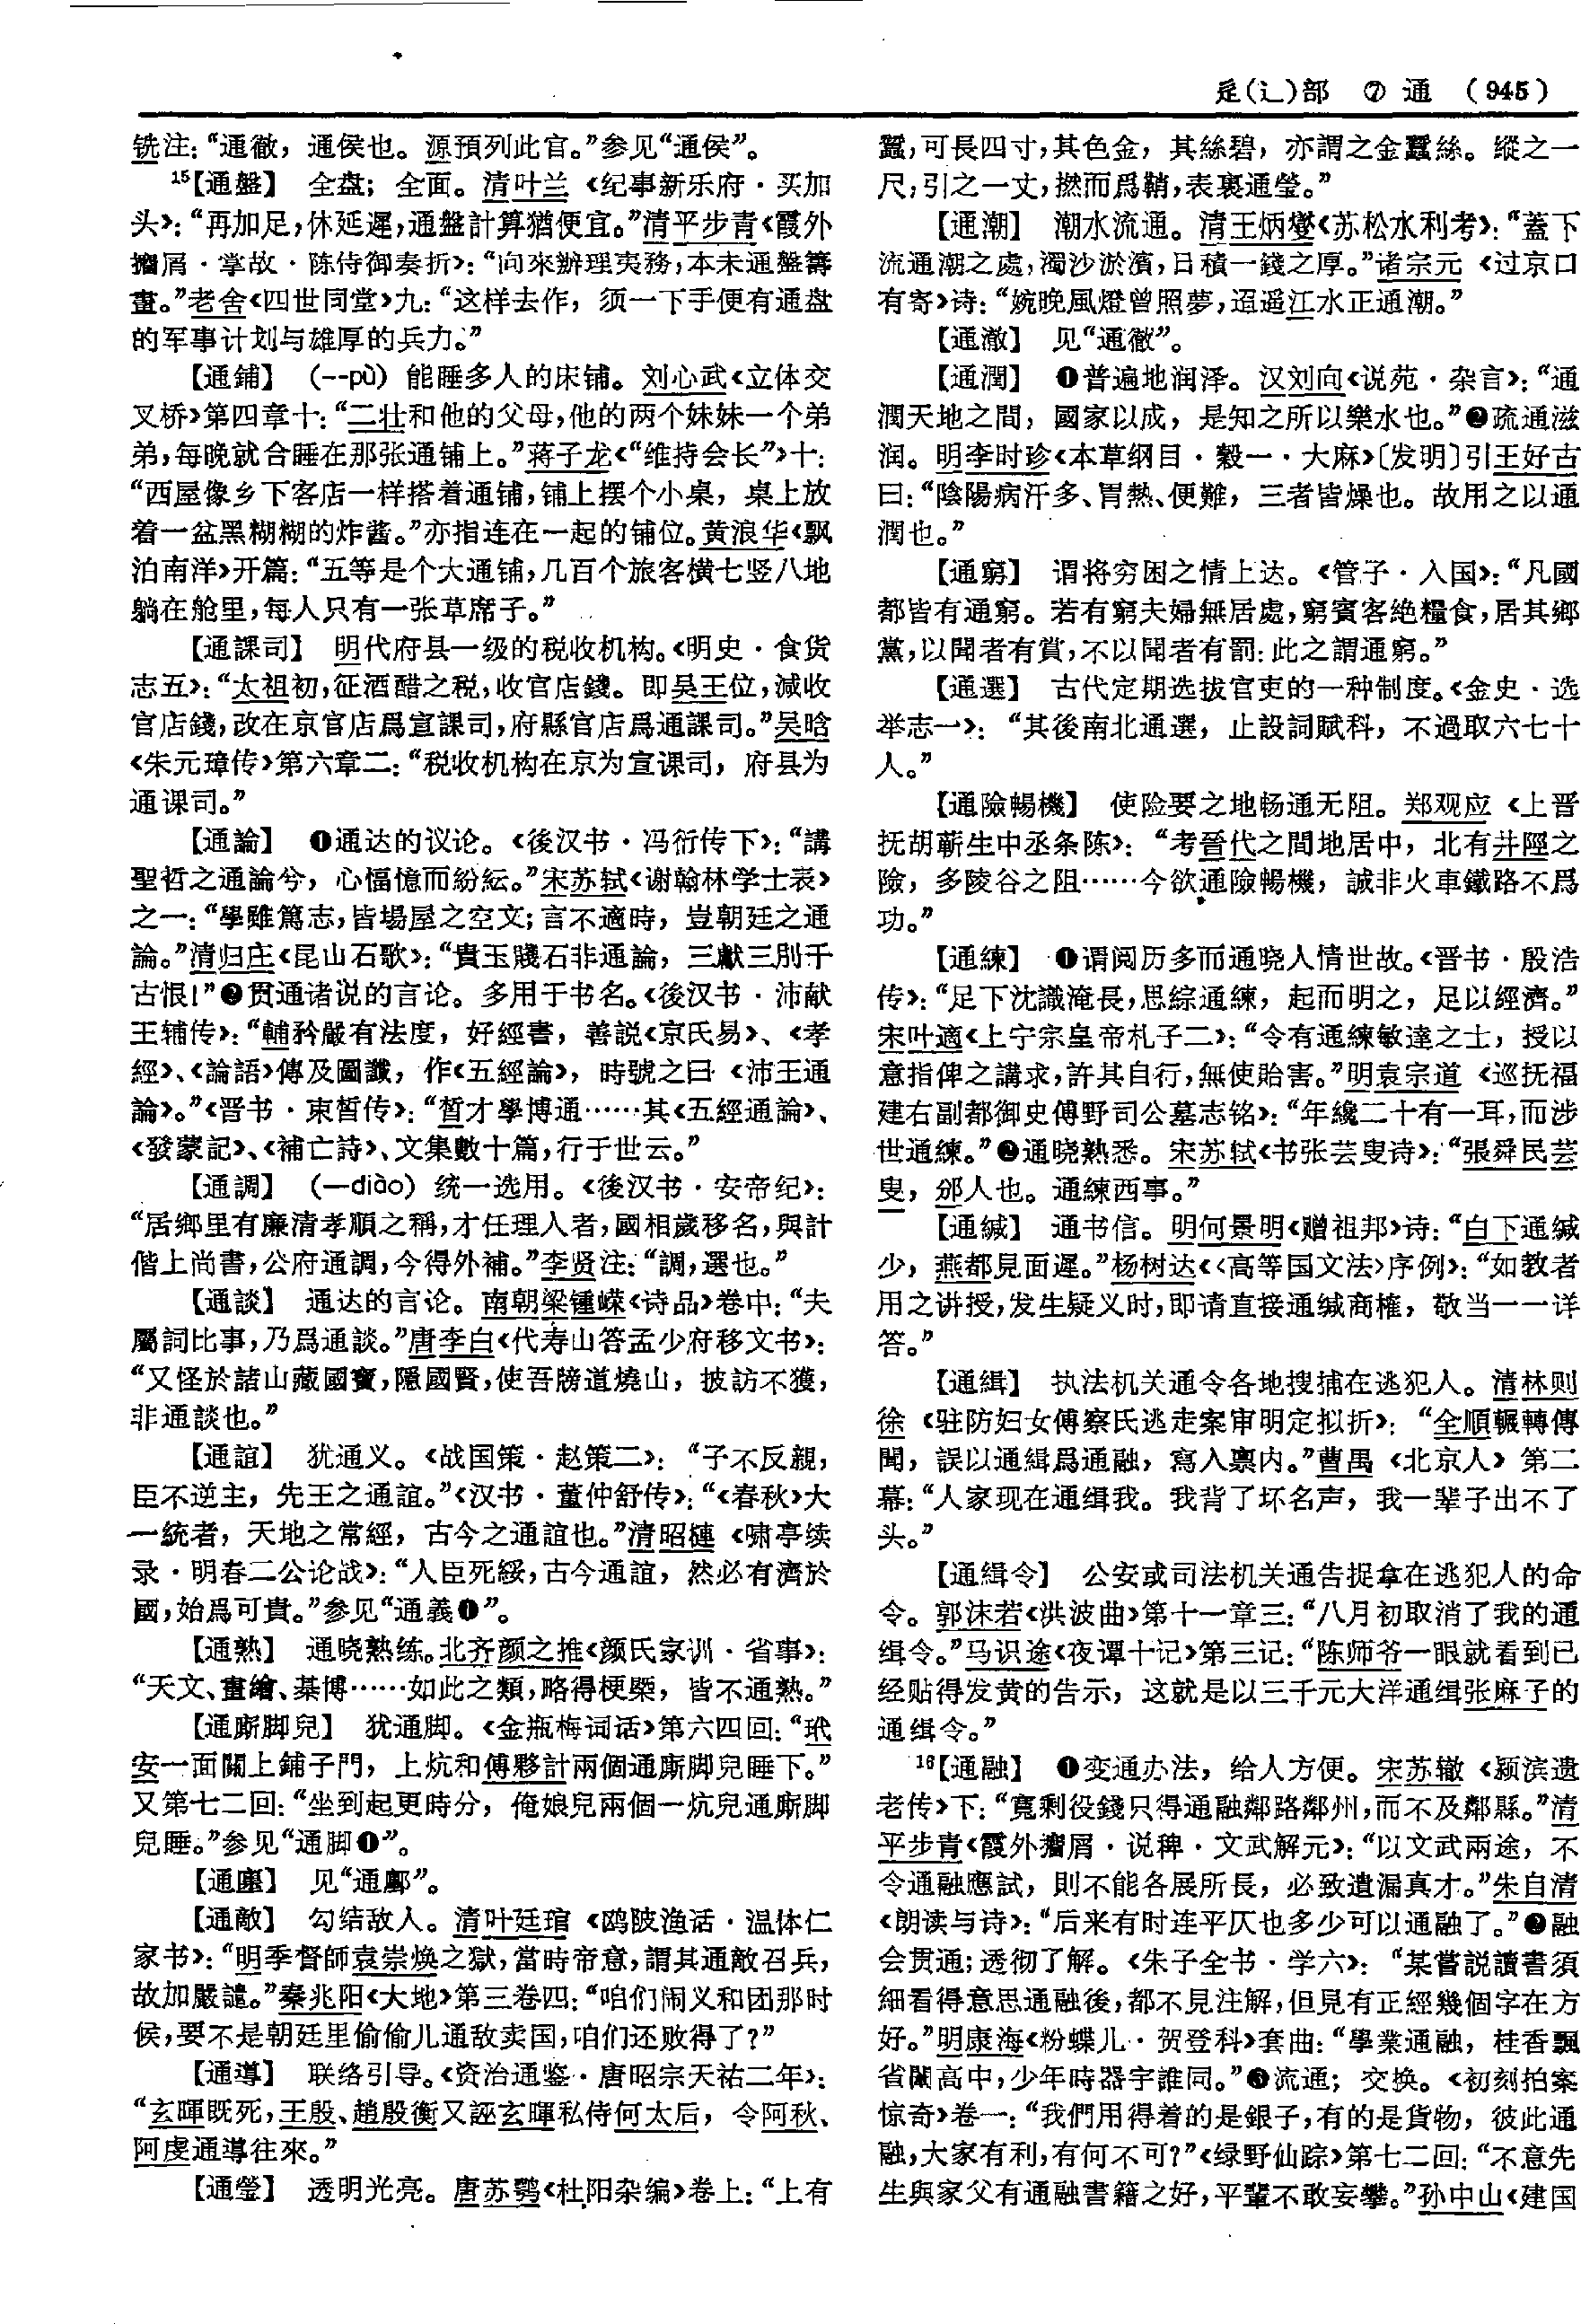 辵(辶)部 ⑦ 通 （945）
铣注：“通徹，通侯也。源預列此官。”参见“通侯”。
15【通盤】 全盘；全面。清叶兰《纪事新乐府·买加
头》：“再加足，休延遲，通盤計算猶便宜。”清平步青《霞外
攟屑·掌故·陈侍御奏折》：“向來辦理夷務，本未通盤籌
畫。”老舍《四世同堂》九：“这样去作，须一下手便有通盘
的军事计划与雄厚的兵力。”
【通鋪】 （--pù）能睡多人的床铺。刘心武《立体交
叉桥》第四章十：“二壮和他的父母，他的两个妹妹一个弟
弟，每晚就合睡在那张通铺上。”蒋子龙《“维持会长”》十：
“西屋像乡下客店一样搭着通铺，铺上摆个小桌，桌上放
着一盆黑糊糊的炸酱。”亦指连在一起的铺位。黄浪华《飘
泊南洋》开篇：“五等是个大通铺，几百个旅客横七竖八地
躺在舱里，每人只有一张草席子。”
【通課司】 明代府县一级的税收机构。《明史·食货
志五》：“太祖初，征酒醋之税，收官店錢。即吴王位，減收
官店錢，改在京官店爲宣課司，府縣官店爲通課司。”吴晗
《朱元璋传》第六章二：“税收机构在京为宣课司，府县为
通课司。”
【通論】 ❶通达的议论。《後汉书·冯衍传下》：“講
聖哲之通論兮，心愊憶而紛紜。”宋苏轼《谢翰林学士表》
之一：“學雖篤志，皆場屋之空文；言不適時，豈朝廷之通
論。”清归庄《昆山石歌》：“貴玉賤石非通論，三獻三刖千
古恨！”❷贯通诸说的言论。多用于书名。《後汉书·沛献
王辅传》：“輔矜嚴有法度，好經書，善説《京氏易》、《孝
經》、《論語》傳及圖讖，作《五經論》，時號之曰《沛王通
論》。”《晋书·束皙传》：“皙才學博通……其《五經通論》、
《發蒙記》、《補亡詩》、文集數十篇，行于世云。”
【通調】 （—diào）统一选用。《後汉书·安帝纪》：
“居鄉里有廉清孝順之稱，才任理人者，國相歲移名，與計
偕上尚書，公府通調，今得外補。”李贤注：“調，選也。”
【通談】 通达的言论。南朝梁锺嵘《诗品》卷中：“夫
屬詞比事，乃爲通談。”唐李白《代寿山答孟少府移文书》：
“又怪於諸山藏國寶，隱國賢，使吾牓道燒山，披訪不獲，
非通談也。”
【通誼】 犹通义。《战国策·赵策二》：“子不反親，
臣不逆主，先王之通誼。”《汉书·董仲舒传》：“《春秋》大
一統者，天地之常經，古今之通誼也。”清昭槤《啸亭续
录·明春二公论战》：“人臣死綏，古今通誼，然必有濟於
國，始爲可貴。”参见“通義❶”。
【通熟】 通晓熟练。北齐颜之推《颜氏家训·省事》：
“天文、畫繪、棊博……如此之類，略得梗槩，皆不通熟。”
【通廝脚兒】 犹通脚。《金瓶梅词话》第六四回：“玳
安一面關上鋪子門，上炕和傅夥計兩個通廝脚兒睡下。”
又第七二回：“坐到起更時分，俺娘兒兩個一炕兒通廝脚
兒睡。”参见“通脚❶”。
【通㕓】 见“通鄽”。
【通敵】 勾结敌人。清叶廷琯《鸥陂渔话·温体仁
家书》：“明季督師袁崇焕之獄，當時帝意，謂其通敵召兵，
故加嚴譴。”秦兆阳《大地》第三卷四：“咱们闹义和团那时
候，要不是朝廷里偷偷儿通敌卖国，咱们还败得了？”
【通導】 联络引导。《资治通鉴·唐昭宗天祐二年》：
“玄暉既死，王殷、趙殷衡又誣玄暉私侍何太后，令阿秋、
阿虔通導往來。”
【通瑩】 透明光亮。唐苏鹗《杜阳杂编》卷上：“上有
蠶，可長四寸，其色金，其絲碧，亦謂之金蠶絲。縱之一
尺，引之一丈，撚而爲鞘，表裏通瑩。”
【通潮】 潮水流通。清王炳燮《苏松水利考》：“蓋下
流通潮之處，濁沙淤濱，日積一錢之厚。”诸宗元《过京口
有寄》诗：“婉晚風燈曾照夢，迢遥江水正通潮。”
【通澈】 见“通徹”。
【通潤】 ❶普遍地润泽。汉刘向《说苑·杂言》：“通
潤天地之間，國家以成，是知之所以樂水也。”❷疏通滋
润。明李时珍《本草纲目·穀一·大麻》〔发明〕引王好古
曰：“陰陽病汗多、胃熱、便難，三者皆燥也。故用之以通
潤也。”
【通窮】 谓将穷困之情上达。《管子·入国》：“凡國
都皆有通窮。若有窮夫婦無居處，窮賓客絶糧食，居其鄉
黨，以聞者有賞，不以聞者有罰：此之謂通窮。”
【通選】 古代定期选拔官吏的一种制度。《金史·选
举志一》：“其後南北通選，止設詞賦科，不過取六七十
人。”
【通險暢機】 使险要之地畅通无阻。郑观应《上晋
抚胡蕲生中丞条陈》：“考晉代之間地居中，北有井陘之
險，多陵谷之阻……今欲通險暢機，誠非火車鐵路不爲
功。”
【通練】 ❶谓阅历多而通晓人情世故。《晋书·殷浩
传》：“足下沈識淹長，思綜通練，起而明之，足以經濟。”
宋叶適《上宁宗皇帝札子二》：“令有通練敏達之士，授以
意指俾之講求，許其自行，無使貽害。”明袁宗道《巡抚福
建右副都御史傅野司公墓志铭》：“年纔二十有一耳，而涉
世通練。”❷通晓熟悉。宋苏轼《书张芸叟诗》：“張舜民芸
叟，邠人也。通練西事。”
【通緘】 通书信。明何景明《赠祖邦》诗：“白下通緘
少，燕都見面遲。”杨树达《〈高等国文法〉序例》：“如教者
用之讲授，发生疑义时，即请直接通缄商榷，敬当一一详
答。”
【通緝】 执法机关通令各地搜捕在逃犯人。清林则
徐《驻防妇女傅察氏逃走案审明定拟折》：“全順輾轉傳
聞，誤以通緝爲通融，寫入禀内。”曹禺《北京人》第二
幕：“人家现在通缉我。我背了坏名声，我一辈子出不了
头。”
【通緝令】 公安或司法机关通告捉拿在逃犯人的命
令。郭沫若《洪波曲》第十一章三：“八月初取消了我的通
缉令。”马识途《夜谭十记》第三记：“陈师爷一眼就看到已
经贴得发黄的告示，这就是以三千元大洋通缉张麻子的
通缉令。”
16【通融】 ❶变通办法，给人方便。宋苏辙《颍滨遗
老传》下：“寬剩役錢只得通融鄰路鄰州，而不及鄰縣。”清
平步青《霞外攟屑·说稗·文武解元》：“以文武兩途，不
令通融應試，則不能各展所長，必致遺漏真才。”朱自清
《朗读与诗》：“后来有时连平仄也多少可以通融了。”❷融
会贯通；透彻了解。《朱子全书·学六》：“某嘗説讀書須
細看得意思通融後，都不見注解，但見有正經幾個字在方
好。”明康海《粉蝶儿·贺登科》套曲：“學業通融，桂香飄
省闈高中，少年時器宇誰同。”❸流通；交换。《初刻拍案
惊奇》卷一：“我們用得着的是銀子，有的是貨物，彼此通
融，大家有利，有何不可？”《绿野仙踪》第七二回：“不意先
生與家父有通融書籍之好，平輩不敢妄攀。”孙中山《建国